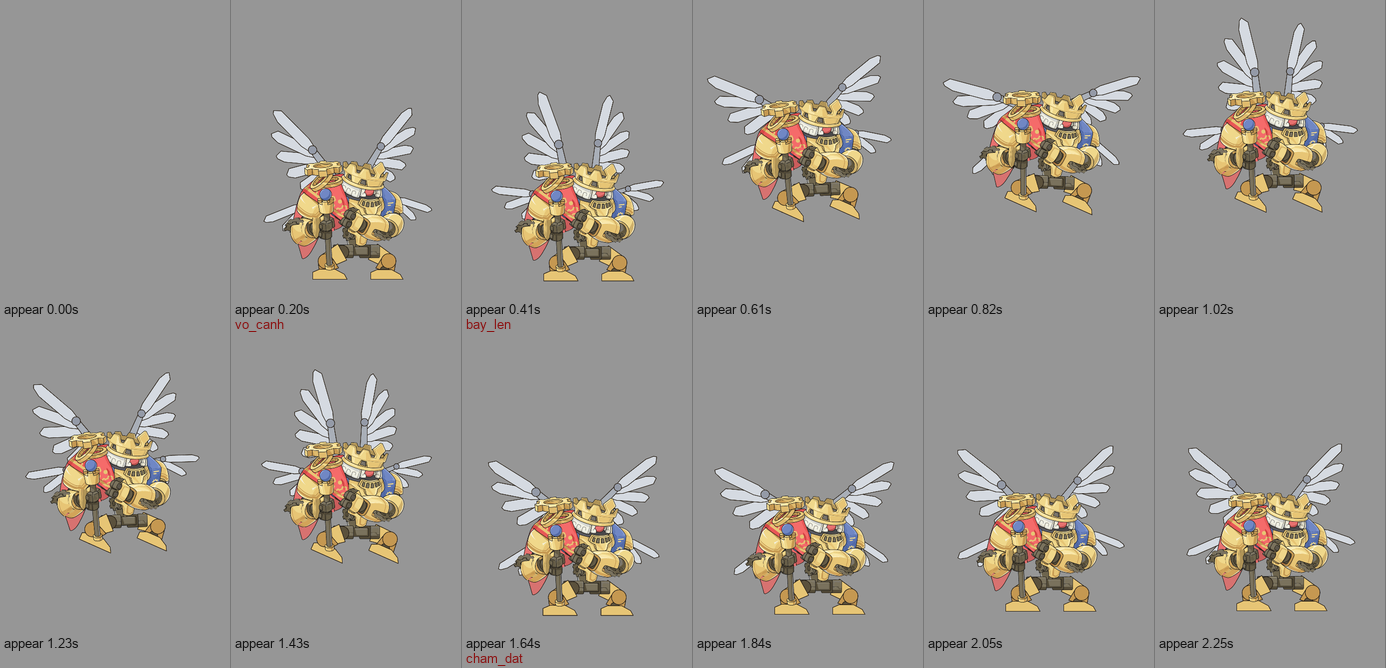 appear 0.00s
appear 0.20s
vo_canh
appear 0.41s
bay_len
appear 0.61s
appear 0.82s
appear 1.02s
appear 1.23s
appear 1.43s
appear 1.64s
cham_dat
appear 1.84s
appear 2.05s
appear 2.25s